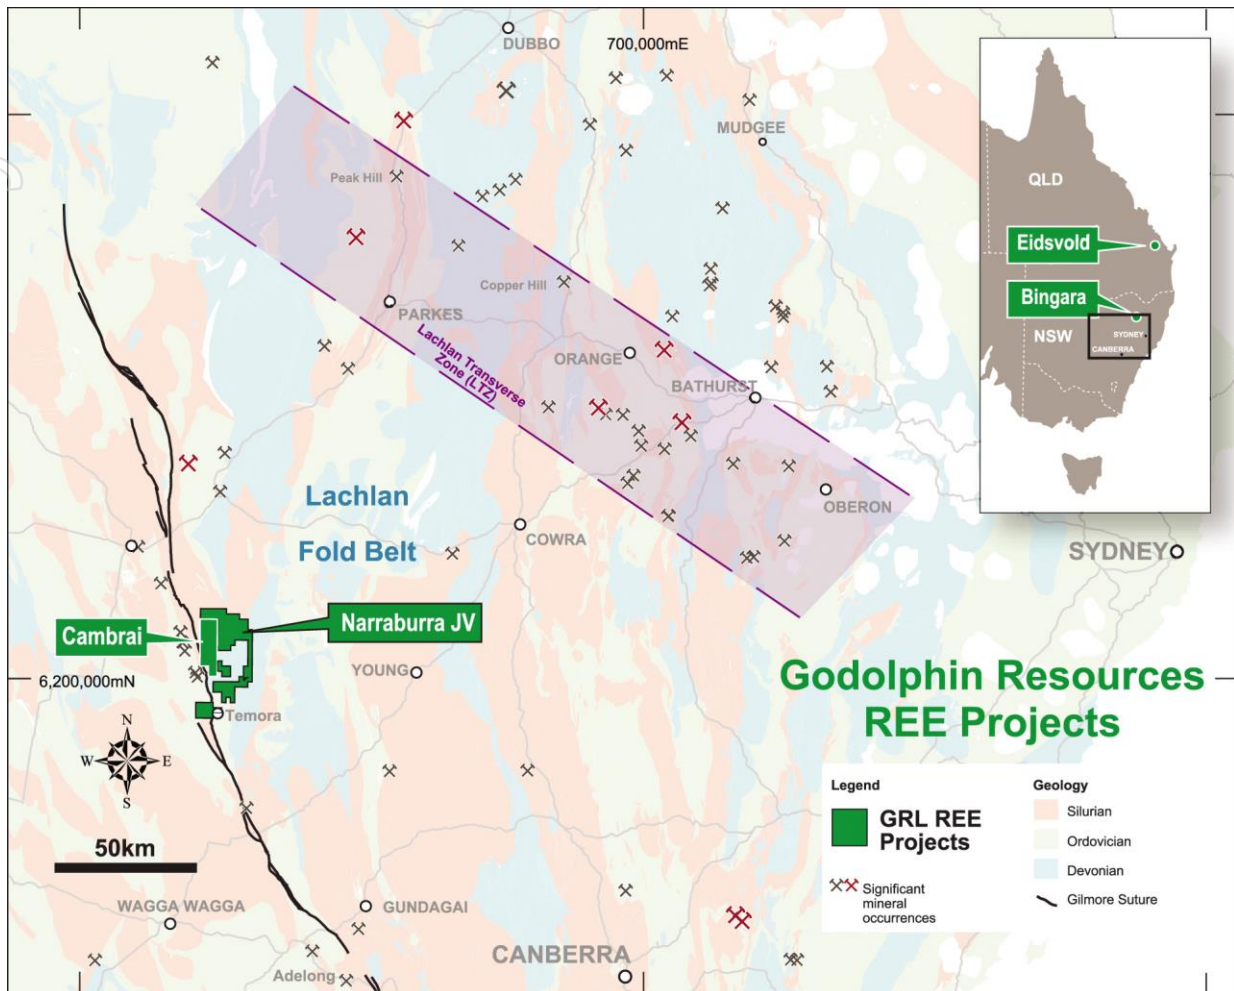 DUBBO
700,000mE
MUDGEE
Peak Hill
QLD
Eidsvold
Bingara
NSW
SYDNEY
CANBERRA
Copper Hill
PARKES
Lachlan Transverse
Zone (LTZ)
ORANGE
BATHURST
OBERON
Lachlan
Fold Belt
COWRA
SYDNEY
Cambrai
Narraburra JV
YOUNG
6,200,000mN
Temora
N
W
E
S
50km
Godolphin Resources
REE Projects
Legend
GRL REE
Projects
Significant
mineral
occurrences
Geology
Silurian
Ordovician
Devonian
Gilmore Suture
WAGGA WAGGA
GUNDAGAI
CANBERRA
Adelong